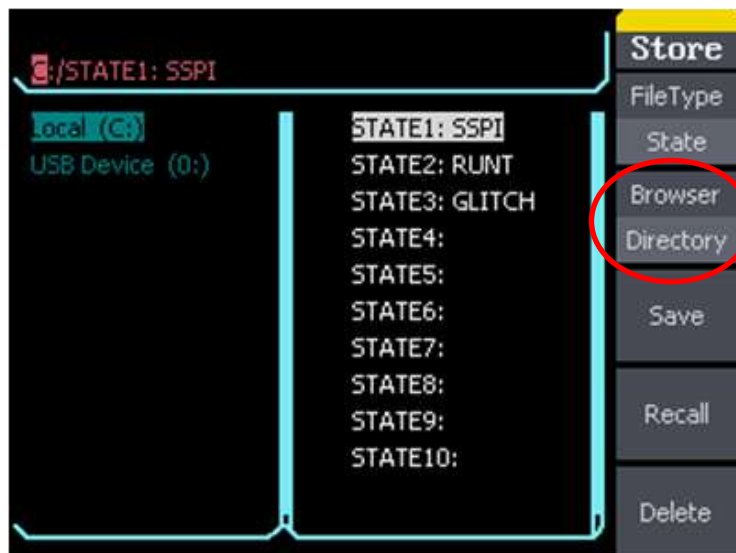 C:/STATE1: SSPI
Local (C:)
USB Device (0:)
STATE1: SSPI
STATE2: RUNT
STATE3: GLITCH
STATE4:
STATE5:
STATE6:
STATE7:
STATE8:
STATE9:
STATE10:
Store
FileType
State
Browser
Directory
Save
Recall
Delete